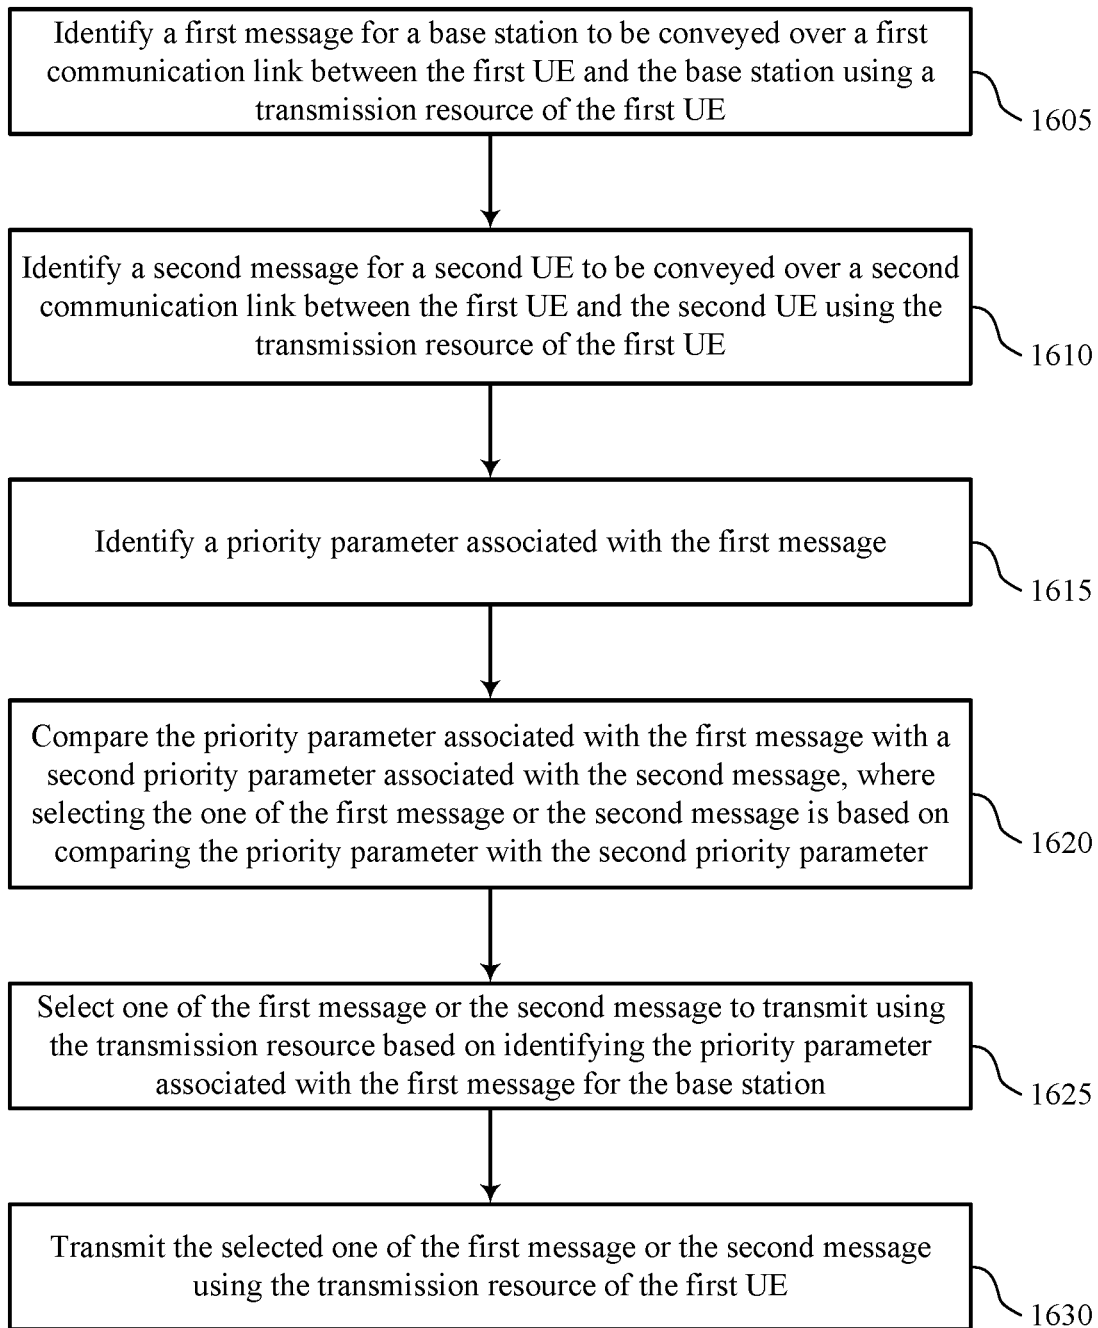 Identify a first message for a base station to be conveyed over a first
communication link between the first UE and the base station using a
transmission resource of the first UE
1605
Identify a second message for a second UE to be conveyed over a second
communication link between the first UE and the second UE using the
transmission resource of the first UE
1610
Identify a priority parameter associated with the first message
1615
Compare the priority parameter associated with the first message with a
second priority parameter associated with the second message, where
selecting the one of the first message or the second message is based on
comparing the priority parameter with the second priority parameter
1620
Select one of the first message or the second message to transmit using
the transmission resource based on identifying the priority parameter
associated with the first message for the base station
1625
Transmit the selected one of the first message or the second message
using the transmission resource of the first UE
1630